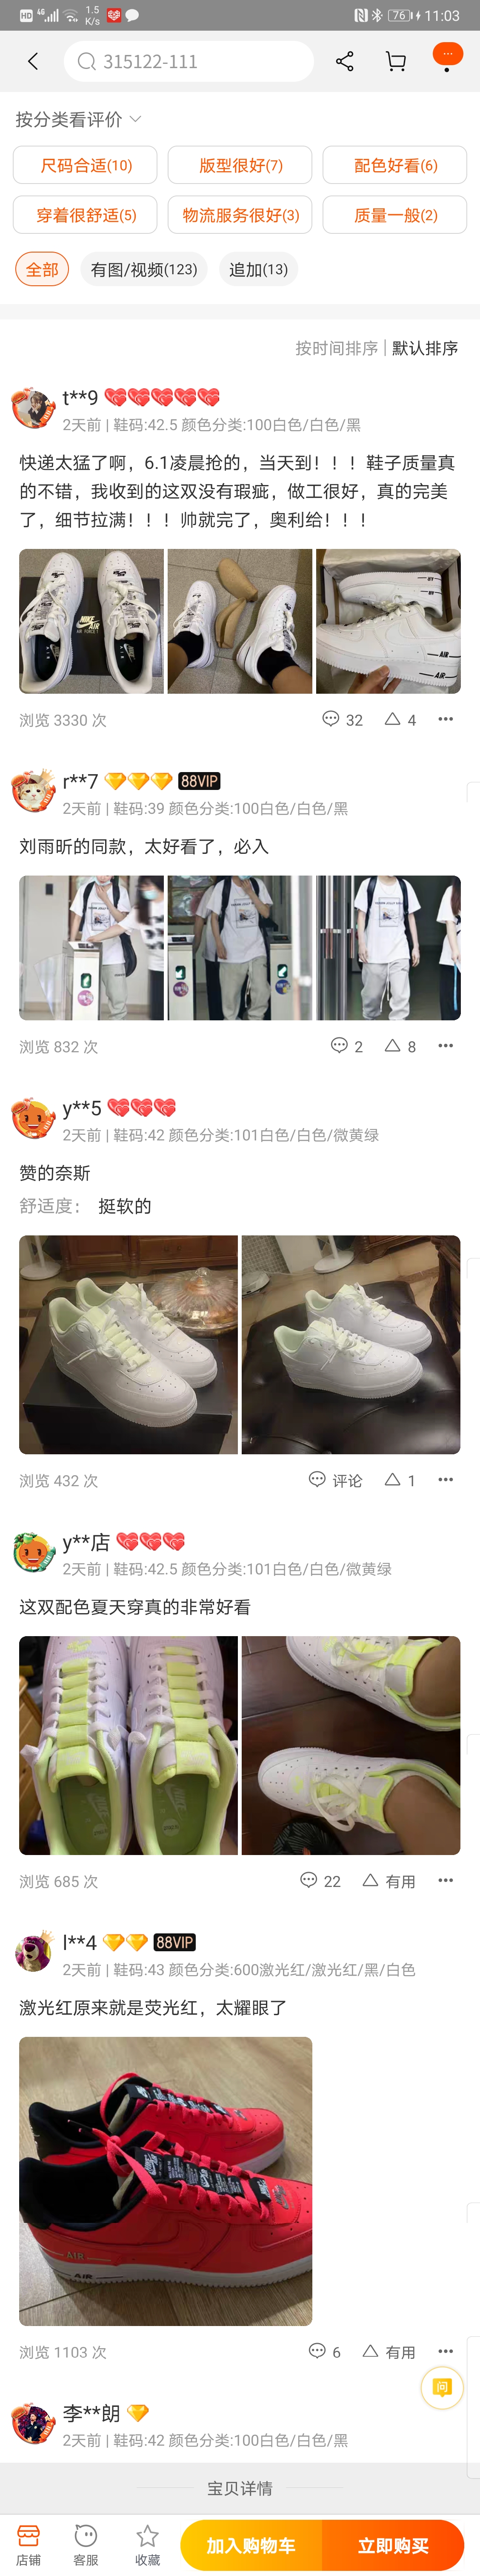 HD 4G 1.5 K/s 76 11:03
315122-111
按分类看评价
尺码合适(10) 版型很好(7) 配色好看(6)
穿着很舒适(5) 物流服务很好(3) 质量一般(2)
全部 有图/视频(123) 追加(13)
按时间排序 | 默认排序
t**9
2天前 | 鞋码:42.5 颜色分类:100白色/白色/黑
快递太猛了啊，6.1凌晨抢的，当天到！！！鞋子质量真
的不错，我收到的这双没有瑕疵，做工很好，真的完美
了，细节拉满！！！帅就完了，奥利给！！！
NIKE
AIR
AIR FORCE 1
AIR
AIR
浏览 3330 次 32 4
r**7 88VIP
2天前 | 鞋码:39 颜色分类:100白色/白色/黑
刘雨昕的同款，太好看了，必入
浏览 832 次 2 8
y**5
2天前 | 鞋码:42 颜色分类:101白色/白色/微黄绿
赞的奈斯
舒适度： 挺软的
浏览 432 次 评论 1
y**店
2天前 | 鞋码:42.5 颜色分类:101白色/白色/微黄绿
这双配色夏天穿真的非常好看
浏览 685 次 22 有用
l**4 88VIP
2天前 | 鞋码:43 颜色分类:600激光红/激光红/黑/白色
激光红原来就是荧光红，太耀眼了
AIR
AIR
浏览 1103 次 6 有用
问
李**朗
2天前 | 鞋码:42 颜色分类:100白色/白色/黑
宝贝详情
店铺 客服 收藏 加入购物车 立即购买